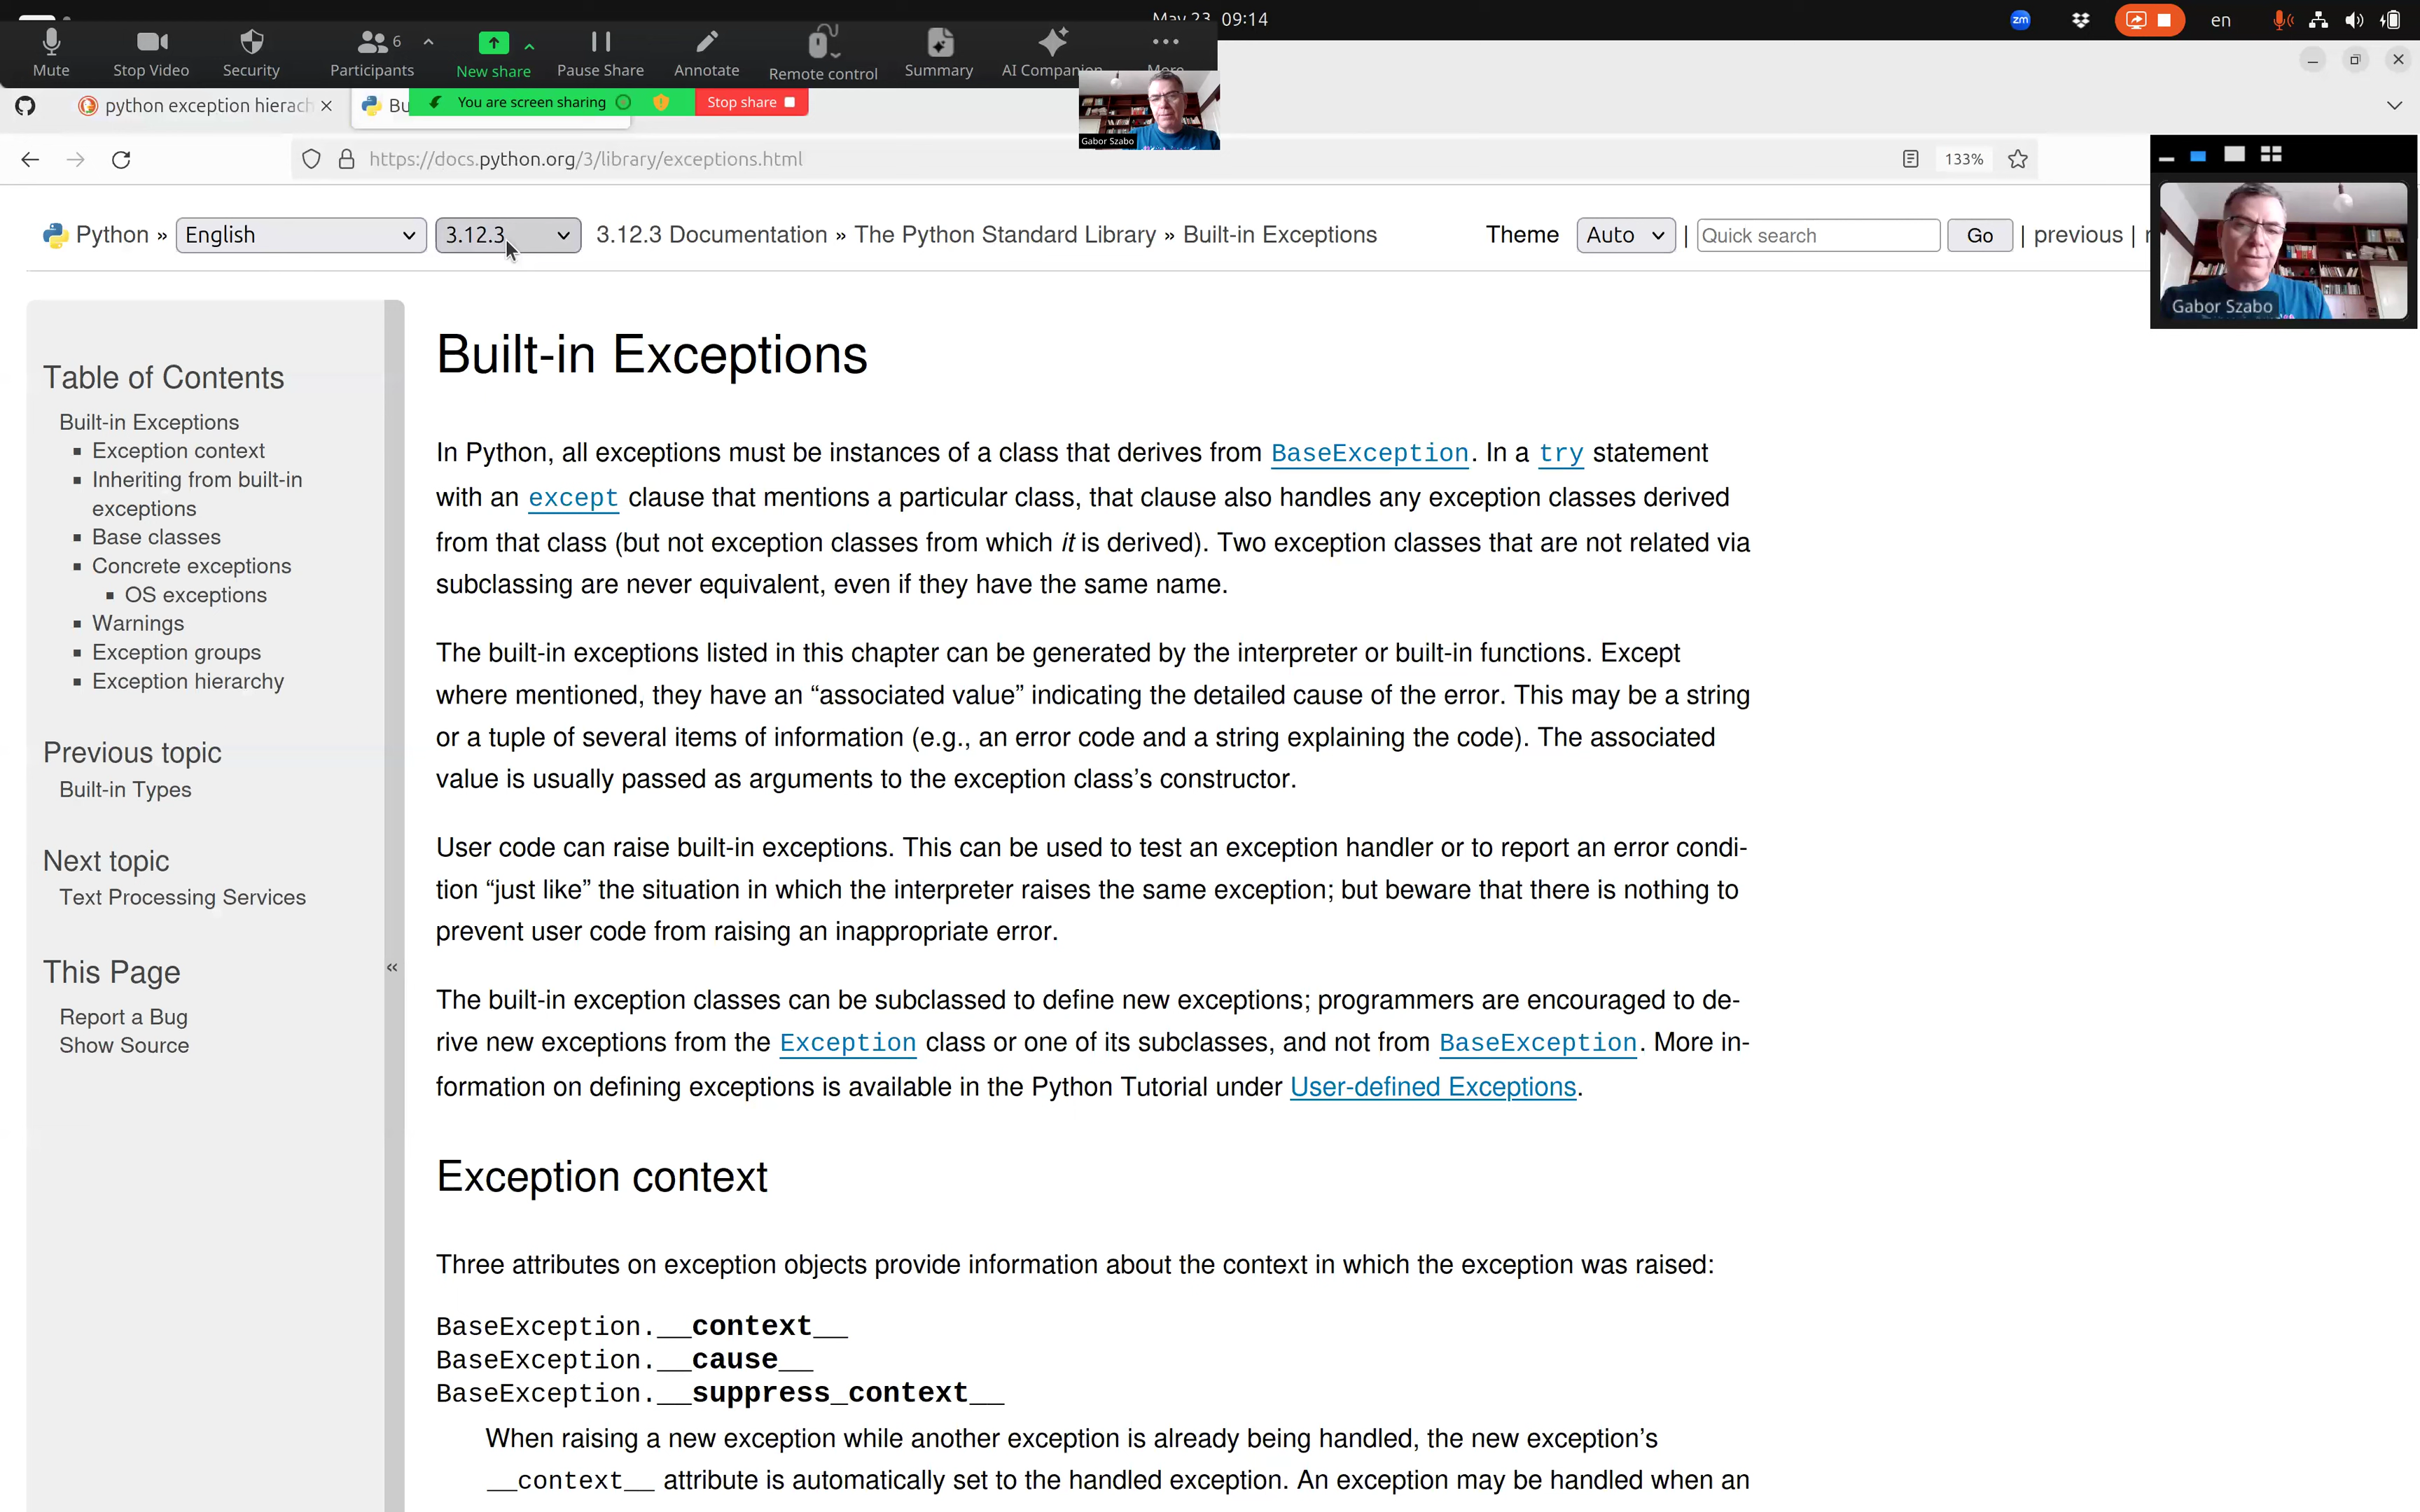 May 23 09:14
zm
en
Mute
Stop Video
Security
Participants
6
New share
Pause Share
Annotate
Remote control
Summary
AI Companion
More
python exception hierach
Bu
You are screen sharing
Stop share
Gabor Szabo
https://docs.python.org/3/library/exceptions.html
133%
Python »
English
3.12.3
3.12.3 Documentation » The Python Standard Library » Built-in Exceptions
Theme
Auto
|
Quick search
Go
| previous |
Gabor Szabo
Table of Contents
Built-in Exceptions
Exception context
Inheriting from built-in
exceptions
Base classes
Concrete exceptions
OS exceptions
Warnings
Exception groups
Exception hierarchy
Previous topic
Built-in Types
Next topic
Text Processing Services
This Page
Report a Bug
Show Source
«
Built-in Exceptions
In Python, all exceptions must be instances of a class that derives from BaseException. In a try statement
with an except clause that mentions a particular class, that clause also handles any exception classes derived
from that class (but not exception classes from which it is derived). Two exception classes that are not related via
subclassing are never equivalent, even if they have the same name.
The built-in exceptions listed in this chapter can be generated by the interpreter or built-in functions. Except
where mentioned, they have an “associated value” indicating the detailed cause of the error. This may be a string
or a tuple of several items of information (e.g., an error code and a string explaining the code). The associated
value is usually passed as arguments to the exception class’s constructor.
User code can raise built-in exceptions. This can be used to test an exception handler or to report an error condi-
tion “just like” the situation in which the interpreter raises the same exception; but beware that there is nothing to
prevent user code from raising an inappropriate error.
The built-in exception classes can be subclassed to define new exceptions; programmers are encouraged to de-
rive new exceptions from the Exception class or one of its subclasses, and not from BaseException. More in-
formation on defining exceptions is available in the Python Tutorial under User-defined Exceptions.
Exception context
Three attributes on exception objects provide information about the context in which the exception was raised:
BaseException.__context__
BaseException.__cause__
BaseException.__suppress_context__
When raising a new exception while another exception is already being handled, the new exception’s
__context__ attribute is automatically set to the handled exception. An exception may be handled when an